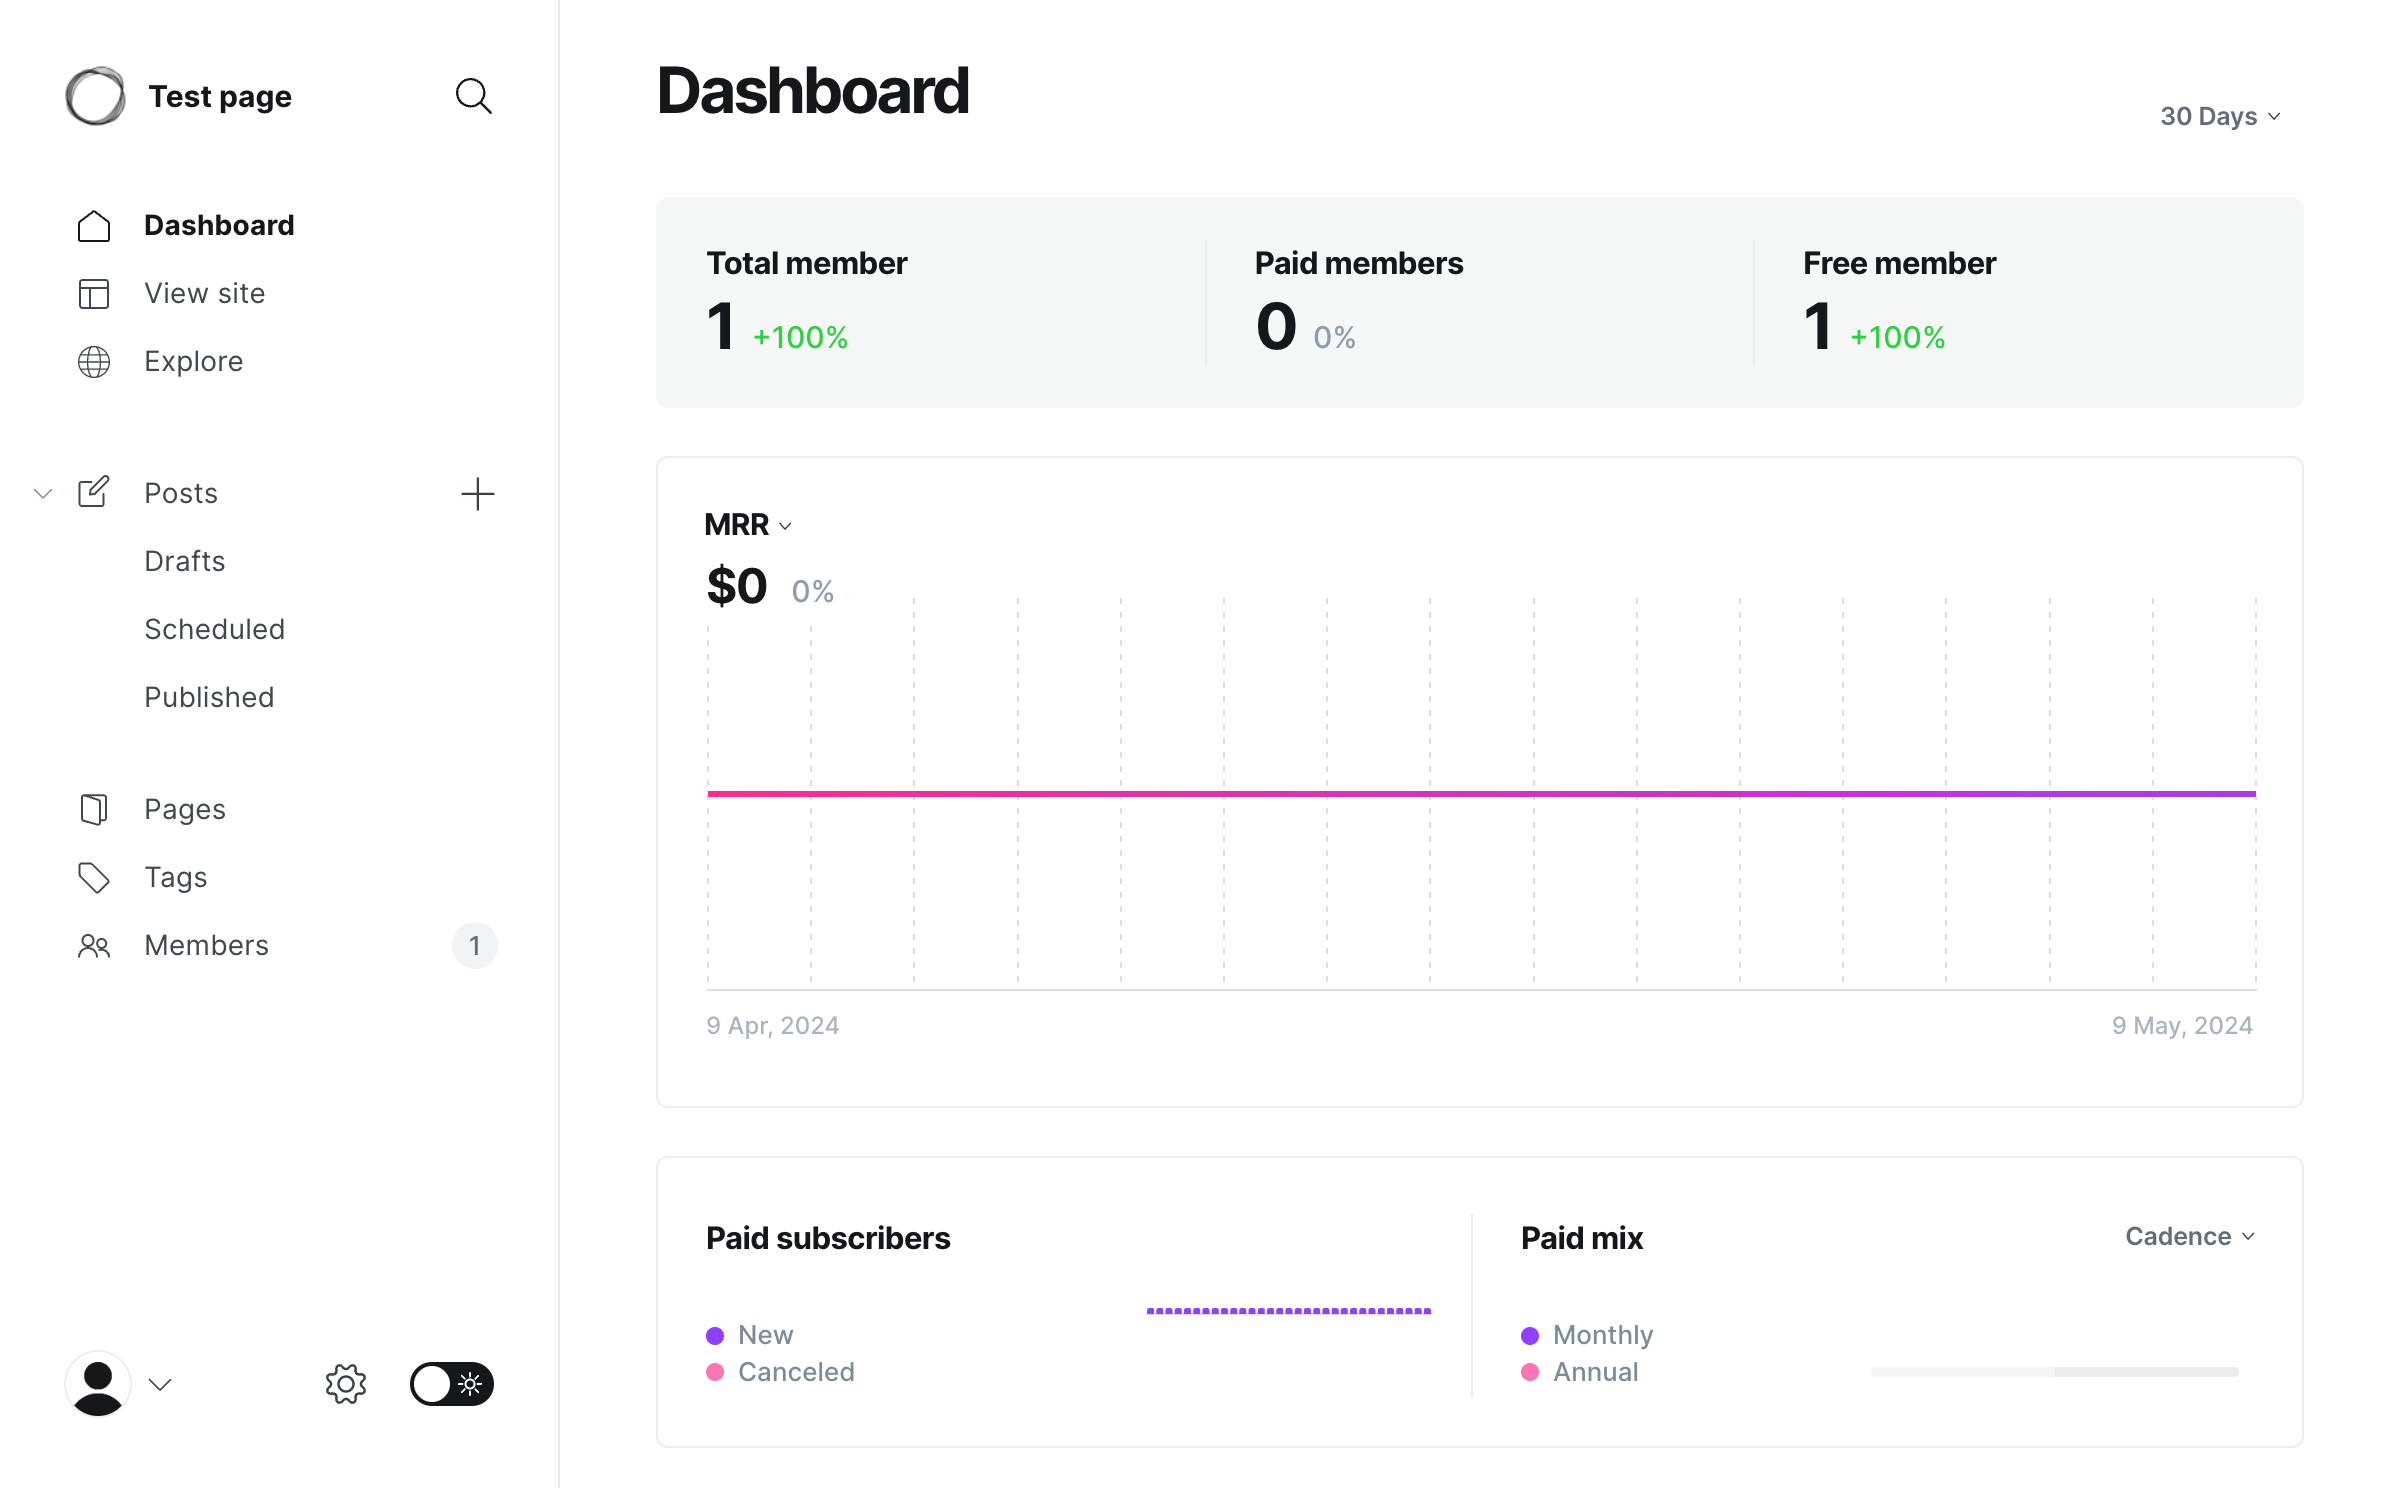 Test page
Dashboard
View site
Explore
Posts
Drafts
Scheduled
Published
Pages
Tags
Members 1
Dashboard
30 Days
Total member
1 +100%
Paid members
0 0%
Free member
1 +100%
MRR
$0 0%
9 Apr, 2024 9 May, 2024
Paid subscribers
New
Canceled
Paid mix
Cadence
Monthly
Annual